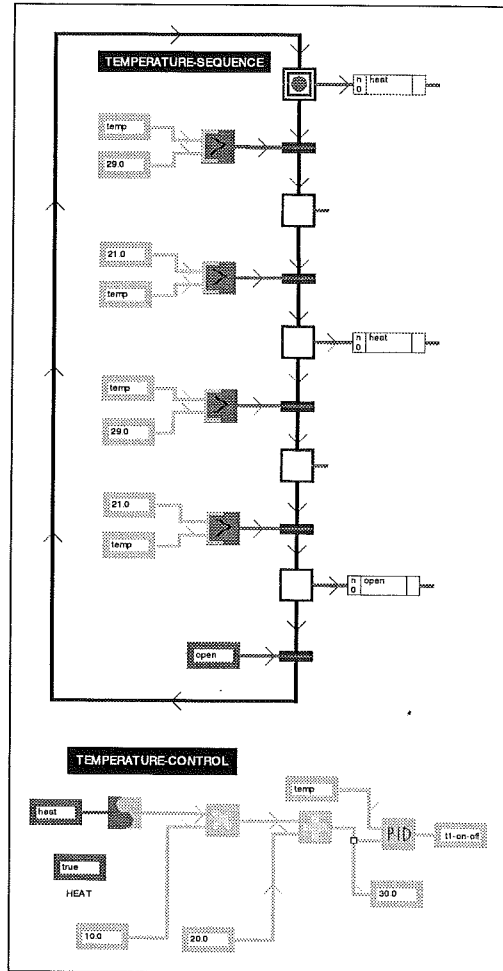 TEMPERATURE-SEQUENCE
n heat
0
temp
29.0
21.0
temp
n heat
0
temp
29.0
21.0
temp
n open
0
open
TEMPERATURE-CONTROL
temp
heat
PID
t1-on-off
true
HEAT
30.0
10.0
20.0